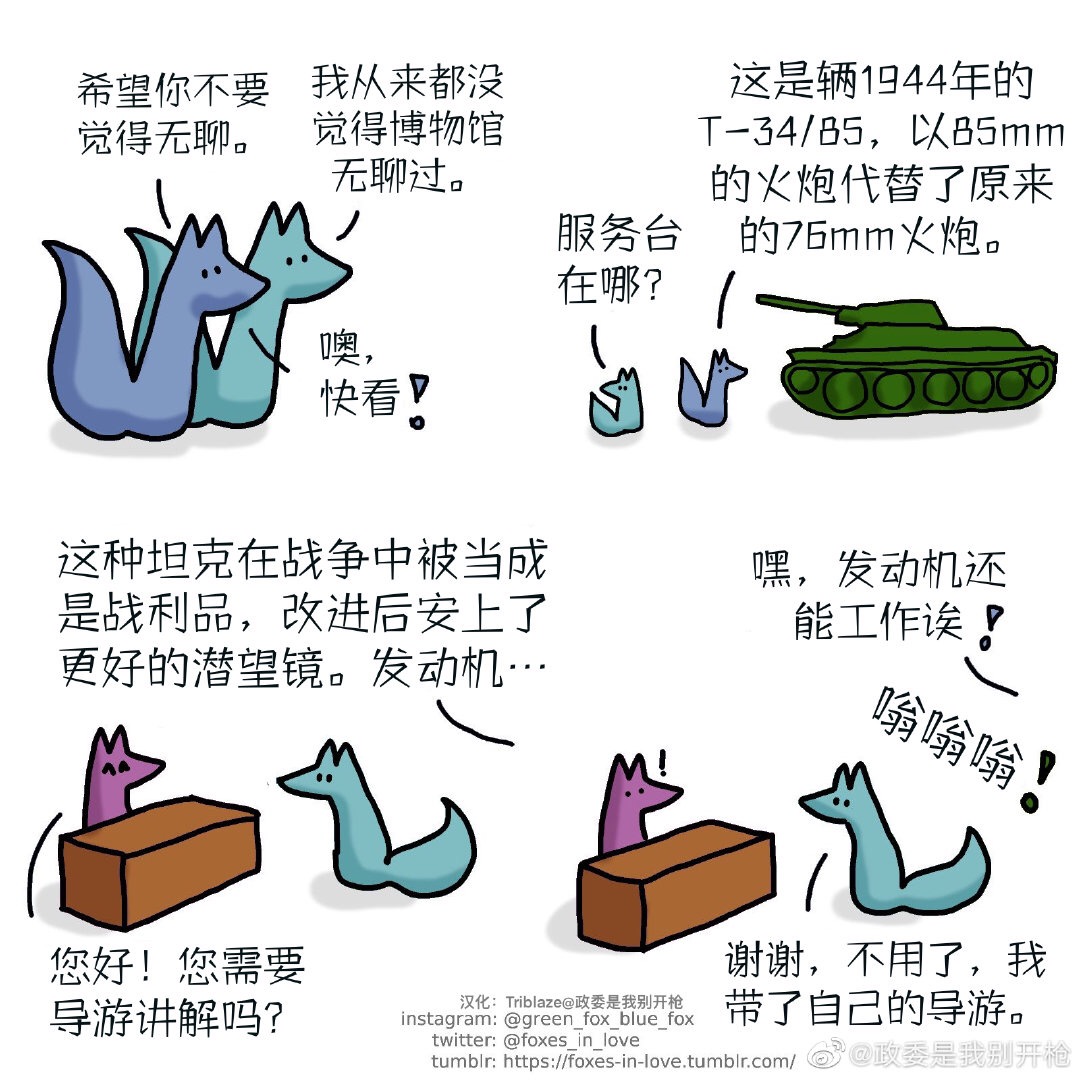 希望你不要
觉得无聊。
我从来都没
觉得博物馆
无聊过。
噢，
快看！
服务台
在哪？
这是辆1944年的
T-34/85，以85mm
的火炮代替了原来
的76mm火炮。
这种坦克在战争中被当成
是战利品，改进后安上了
更好的潜望镜。发动机…
您好！您需要
导游讲解吗？
嘿，发动机还
能工作诶！
嗡嗡嗡！
!
谢谢，不用了，我
带了自己的导游。
汉化：Triblaze@政委是我别开枪
instagram: @green_fox_blue_fox
twitter: @foxes_in_love
tumblr: https://foxes-in-love.tumblr.com/
@政委是我别开枪